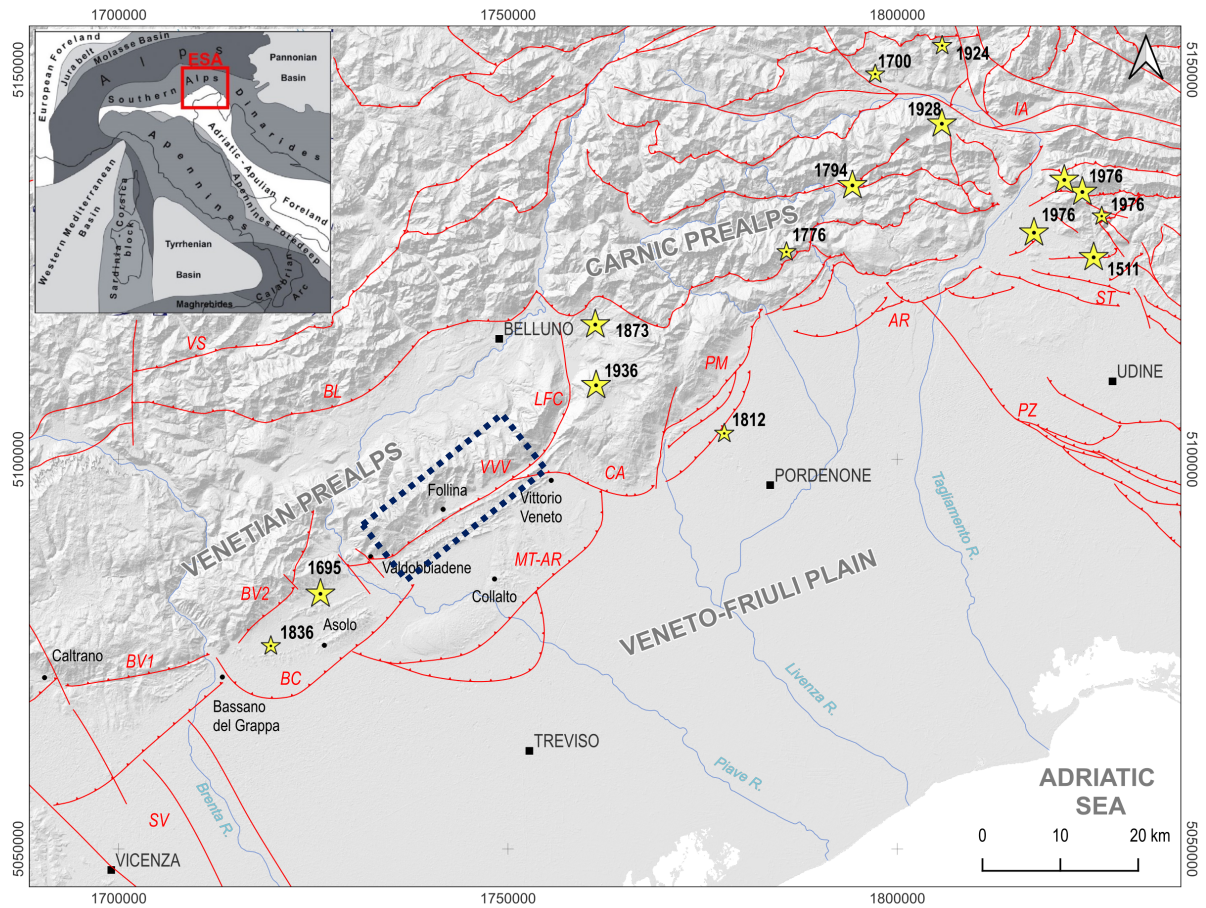 1700000
1750000
1800000
5150000
5150000
European Foreland
Jura belt
Molasse Basin
Alps
ESA
Pannonian
Basin
Southern
Alps
Dinarides
Adriatic - Apulian Foreland
Apennines
Apennines Foredeep
Western Mediterranean
Basin
Sardinia - Corsica
block
Tyrrhenian
Basin
Calabrian
Arc
Maghrebides
1924
1700
IA
1928
1794
1976
1976
1976
CARNIC PREALPS
1776
1511
ST
AR
BELLUNO
1873
VS
PM
UDINE
1936
BL
LFC
PZ
1812
5100000
5100000
VENETIAN PREALPS
VVV
CA
PORDENONE
Follina
Vittorio
Veneto
Tagliamento R.
MT-AR
Valdobbiadene
1695
BV2
Collalto
VENETO-FRIULI PLAIN
Asolo
1836
Caltrano
BV1
BC
Livenza R.
Bassano
del Grappa
TREVISO
Piave R.
ADRIATIC
SEA
Brenta R.
SV
0 10 20 km
VICENZA
5050000
5050000
1700000
1750000
1800000